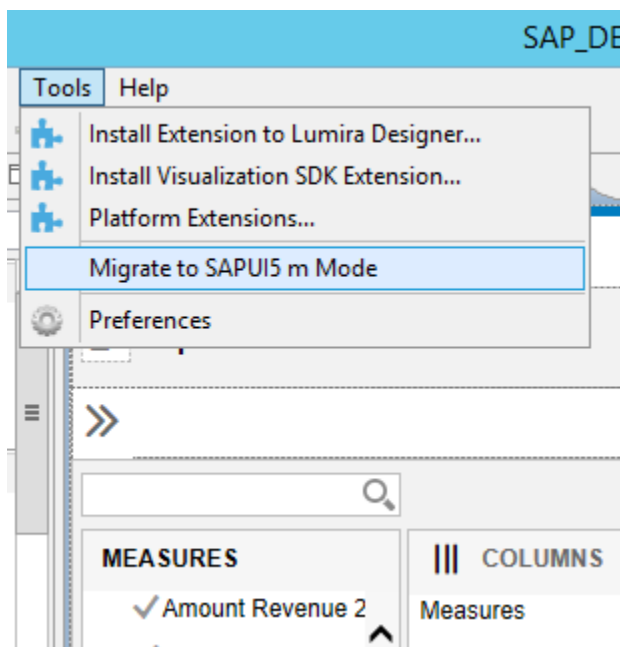 SAP_DE
Tools Help
Install Extension to Lumira Designer...
Install Visualization SDK Extension...
Platform Extensions...
Migrate to SAPUI5 m Mode
Preferences
MEASURES
COLUMNS
Amount Revenue 2
Measures